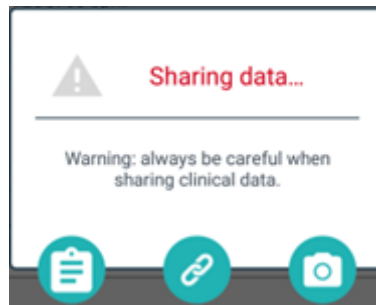 Sharing data...
Warning: always be careful when
sharing clinical data.